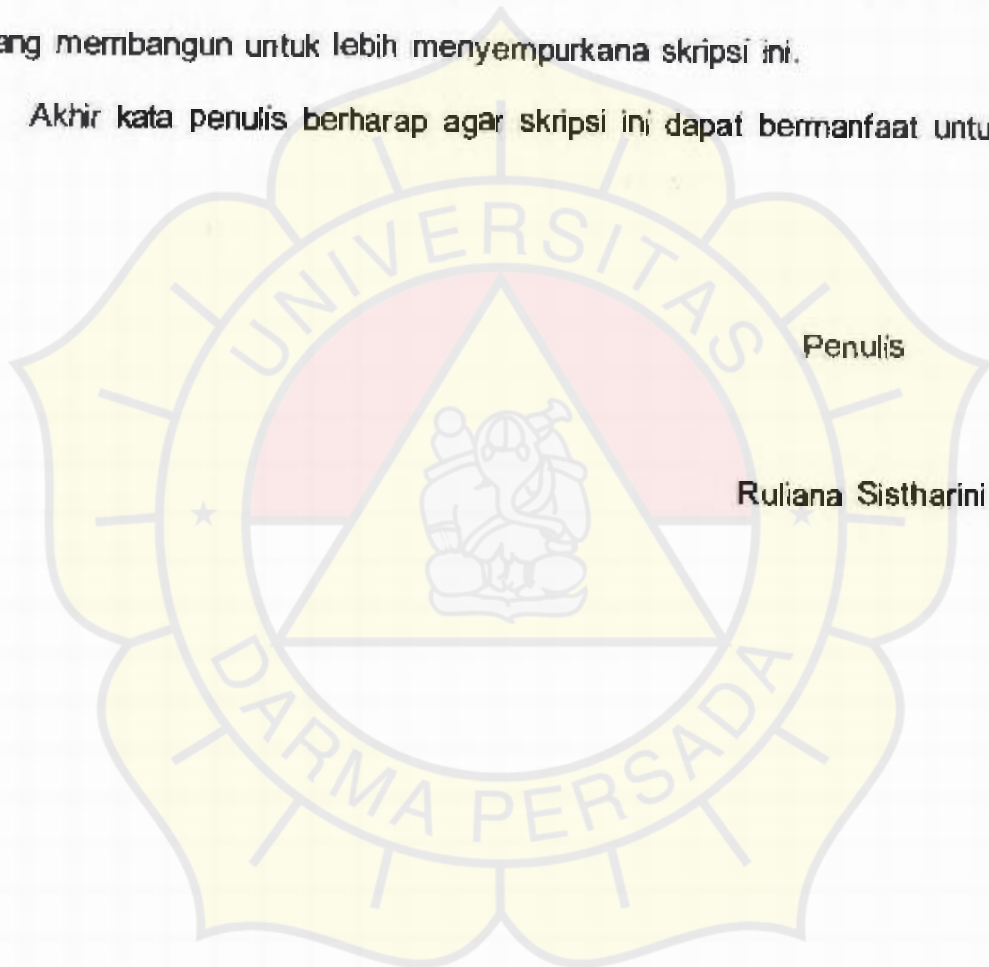 ang membangun untuk lebih menyempurkana skripsi ini.
Akhir kata penulis berharap agar skripsi ini dapat bermanfaat untu
UNIVERSITAS
Penulis
Ruliana Sistharini
DARMA PERSADA